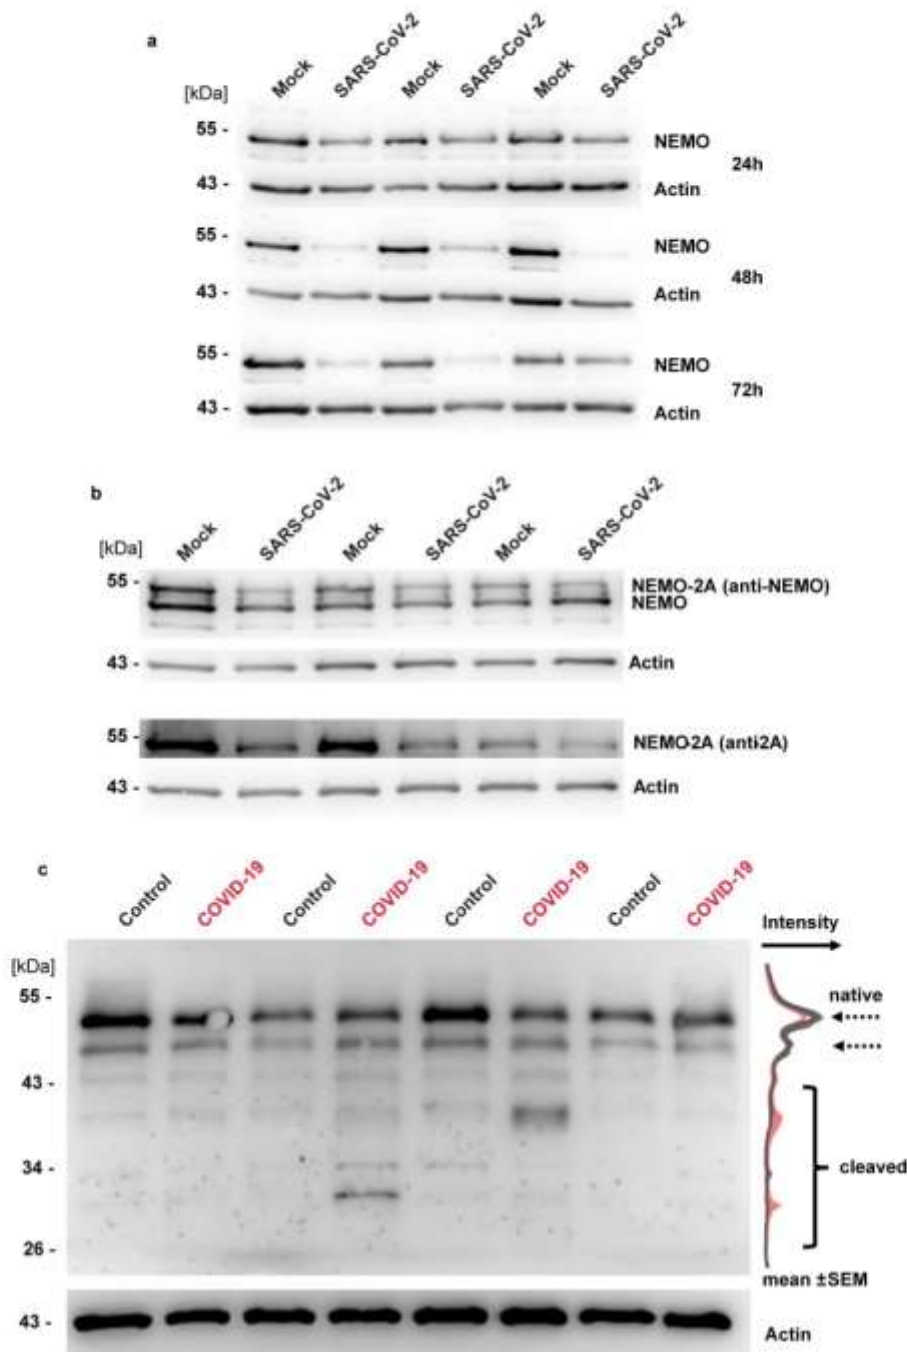 a
Mock SARS-CoV-2 Mock SARS-CoV-2 Mock SARS-CoV-2
[kDa]
55 - NEMO
24h
43 - Actin
55 - NEMO
48h
43 - Actin
55 - NEMO
72h
43 - Actin
b
Mock SARS-CoV-2 Mock SARS-CoV-2 Mock SARS-CoV-2
[kDa]
55 - NEMO-2A (anti-NEMO)
NEMO
43 - Actin
55 - NEMO-2A (anti2A)
43 - Actin
c
Control COVID-19 Control COVID-19 Control COVID-19 Control COVID-19
Intensity
[kDa]
55 -
native
43 -
cleaved
34 -
26 -
mean ±SEM
43 - Actin